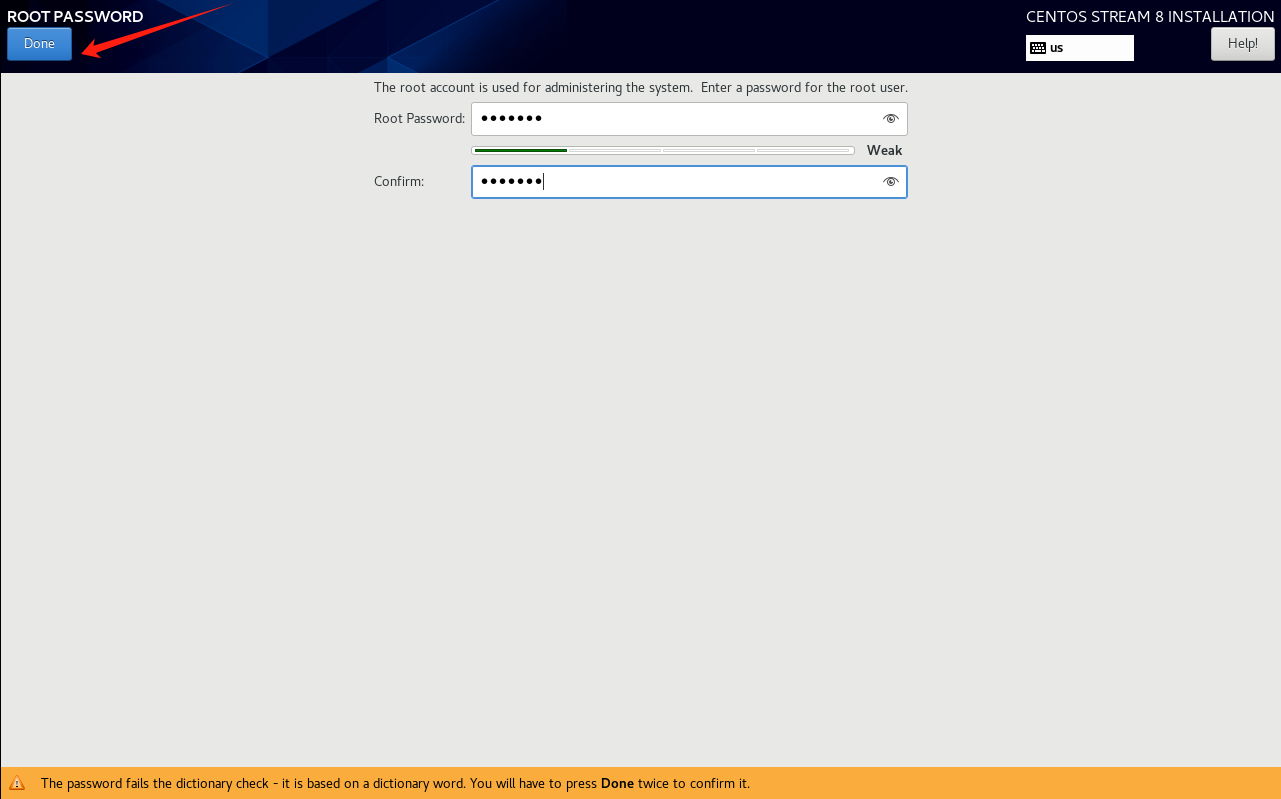 ROOT PASSWORD
CENTOS STREAM 8 INSTALLATION
Done
us
Help!
The root account is used for administering the system.  Enter a password for the root user.
Root Password: •••••••
Weak
Confirm: •••••••
The password fails the dictionary check - it is based on a dictionary word. You will have to press Done twice to confirm it.